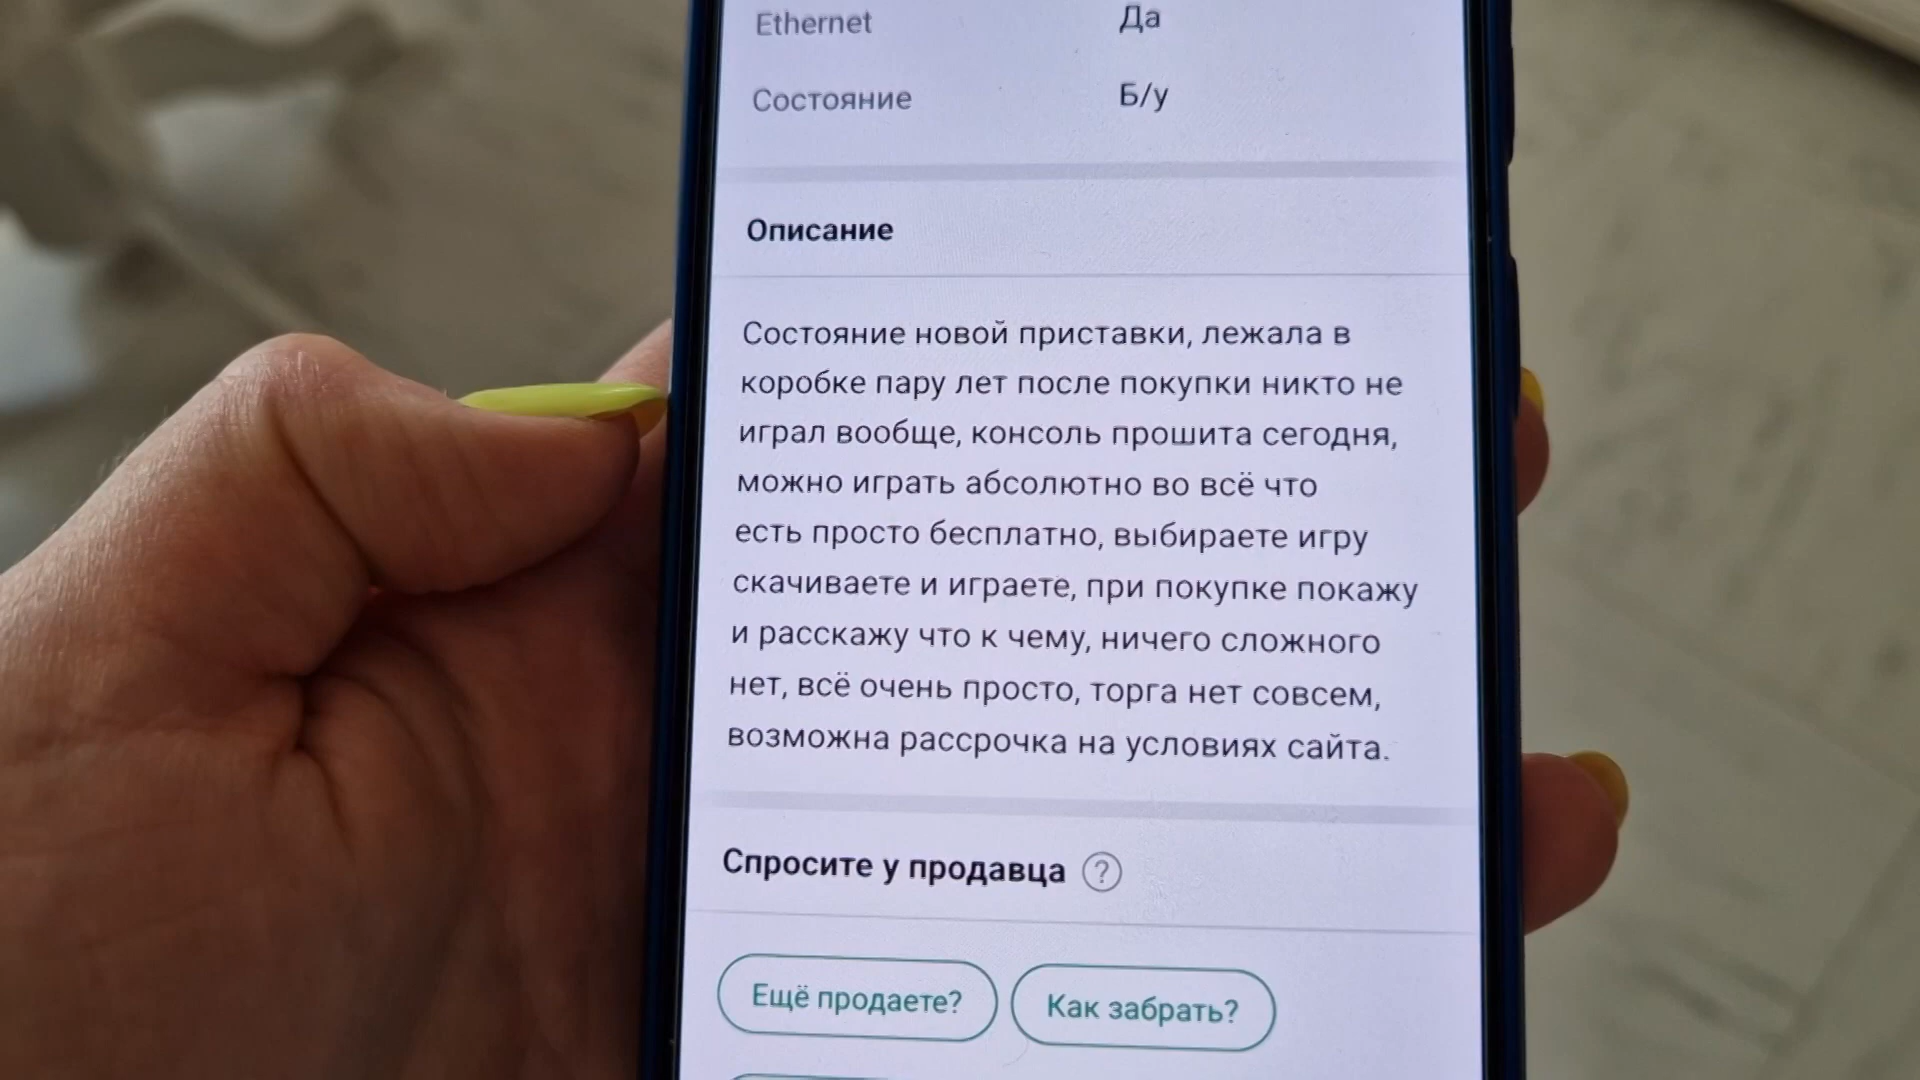 Ethernet Да
Состояние Б/у
Описание
Состояние новой приставки, лежала в
коробке пару лет после покупки никто не
играл вообще, консоль прошита сегодня,
можно играть абсолютно во всё что
есть просто бесплатно, выбираете игру
скачиваете и играете, при покупке покажу
и расскажу что к чему, ничего сложного
нет, всё очень просто, торга нет совсем,
возможна рассрочка на условиях сайта.
Спросите у продавца ?
Ещё продаете? Как забрать?